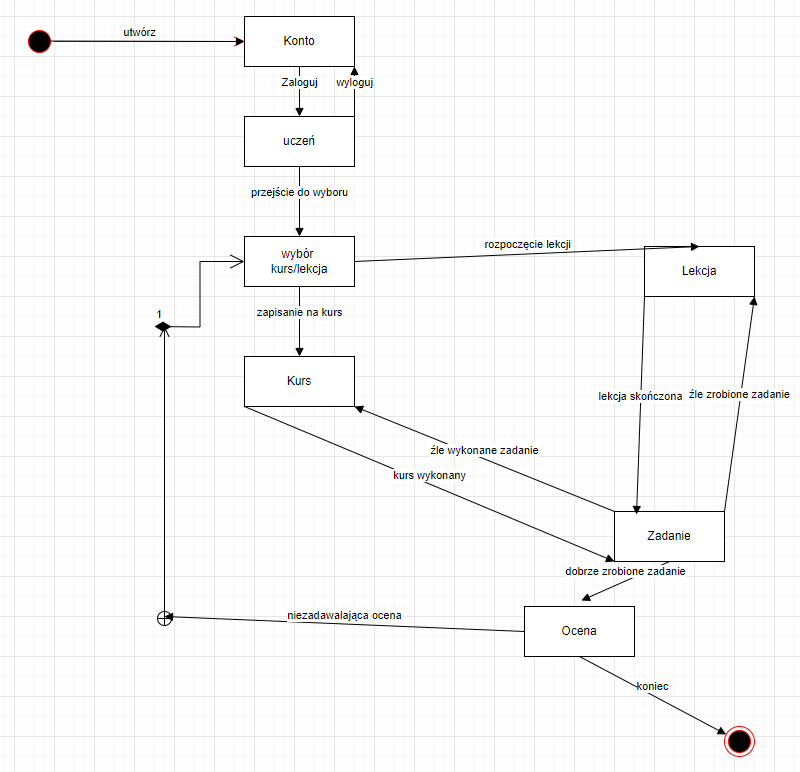 utwórz
Konto
Zaloguj
wyloguj
uczeń
przejście do wyboru
wybór
kurs/lekcja
rozpoczęcie lekcji
Lekcja
zapisanie na kurs
1
Kurs
lekcja skończona
źle zrobione zadanie
źle wykonane zadanie
kurs wykonany
Zadanie
dobrze zrobione zadanie
niezadawalająca ocena
Ocena
koniec